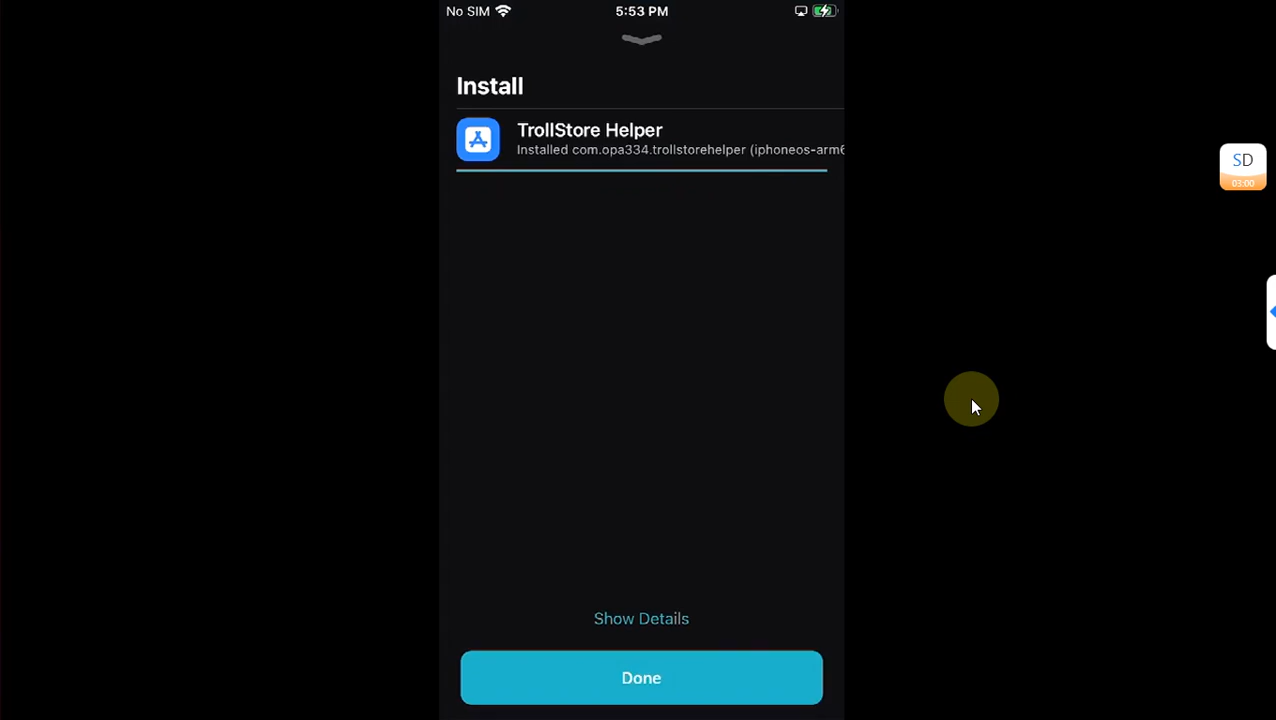 No SIM 5:53 PM
Install
TrollStore Helper
Installed com.opa334.trollstorehelper (iphoneos-arm6
SD
03:00
Show Details
Done